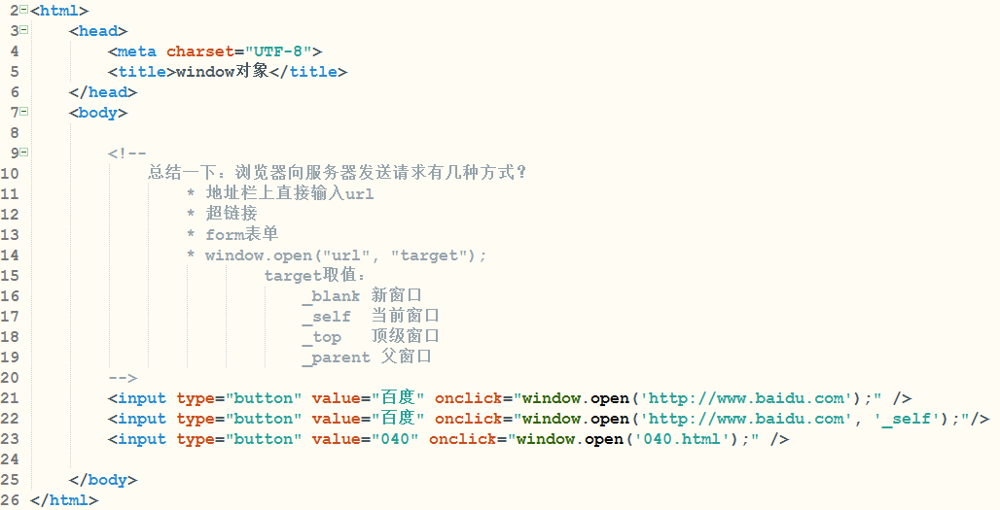 2 <html>
3     <head>
4         <meta charset="UTF-8">
5         <title>window对象</title>
6     </head>
7     <body>
8
9         <!--
10             总结一下：浏览器向服务器发送请求有几种方式？
11                 * 地址栏上直接输入url
12                 * 超链接
13                 * form表单
14                 * window.open("url", "target");
15                         target取值：
16                             _blank 新窗口
17                             _self  当前窗口
18                             _top   顶级窗口
19                             _parent 父窗口
20         -->
21         <input type="button" value="百度" onclick="window.open('http://www.baidu.com');" />
22         <input type="button" value="百度" onclick="window.open('http://www.baidu.com', '_self');"/>
23         <input type="button" value="040" onclick="window.open('040.html');" />
24
25     </body>
26 </html>